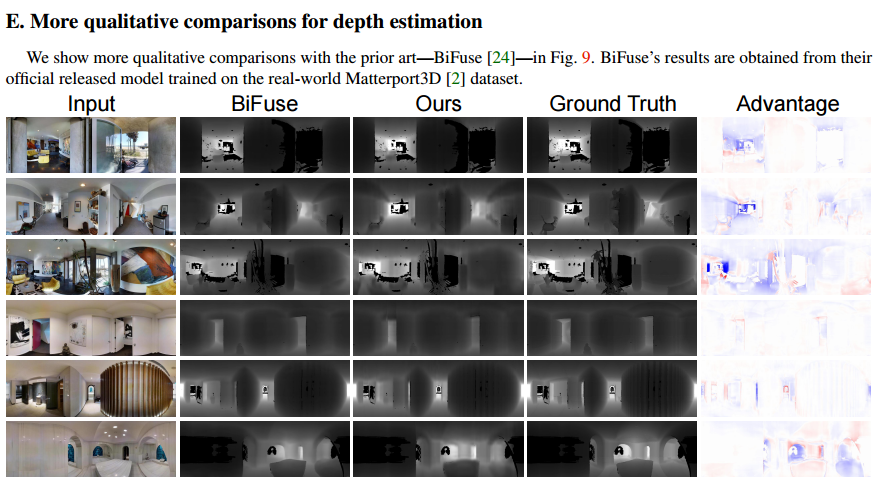 E. More qualitative comparisons for depth estimation
We show more qualitative comparisons with the prior art—BiFuse [24]—in Fig. 9. BiFuse's results are obtained from their
official released model trained on the real-world Matterport3D [2] dataset.
Input BiFuse Ours Ground Truth Advantage